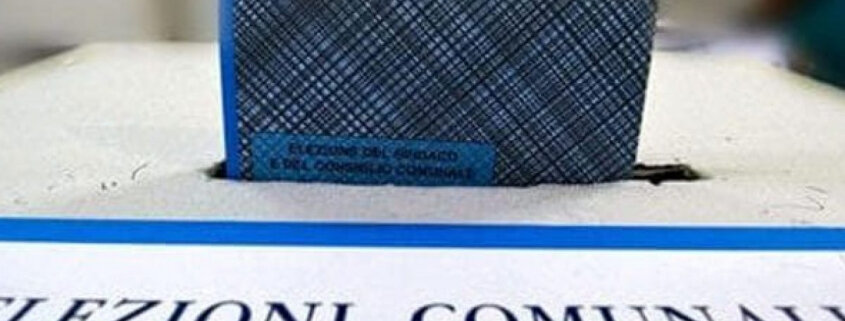 ELEZIONE DEL SINDACO
E DEL CONSIGLIO COMUNALE
ELEZIONI COMUNALI